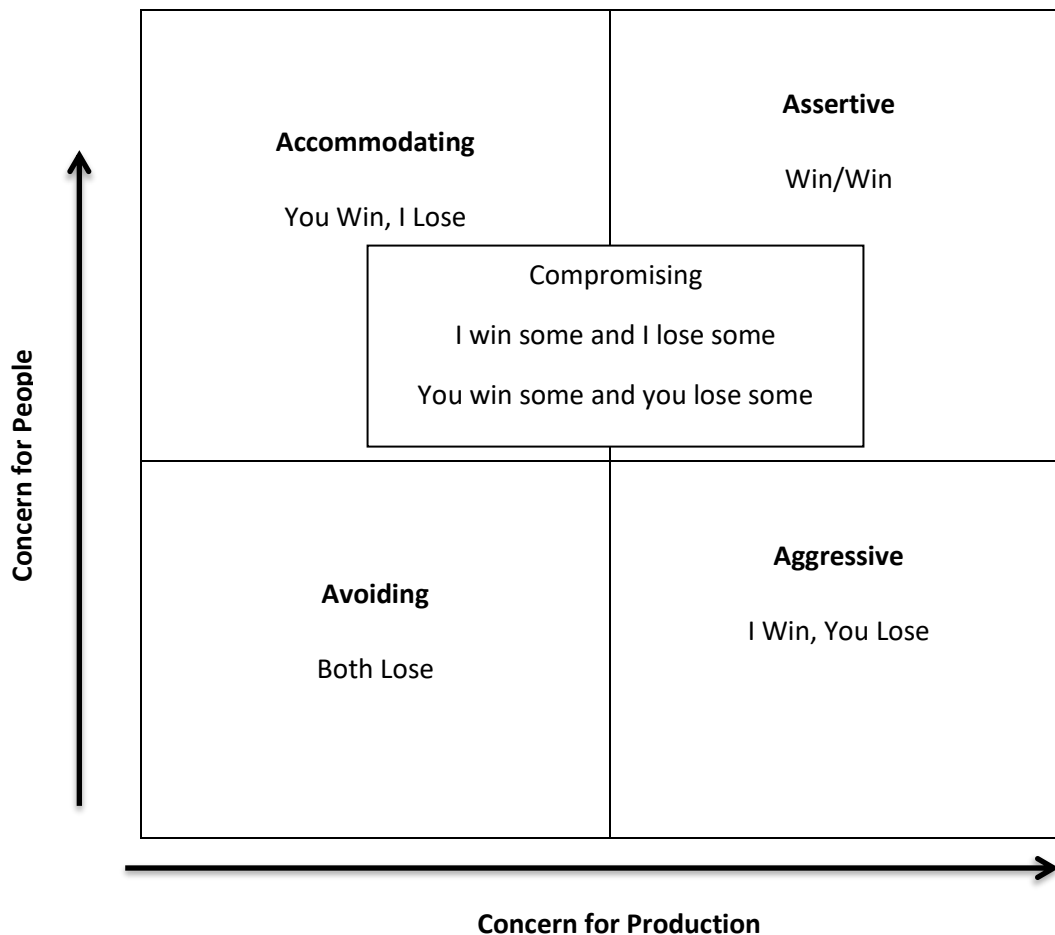 Assertive
Accommodating
Win/Win
You Win, I Lose
Compromising
I win some and I lose some
You win some and you lose some
Concern for People
Aggressive
Avoiding
I Win, You Lose
Both Lose
Concern for Production